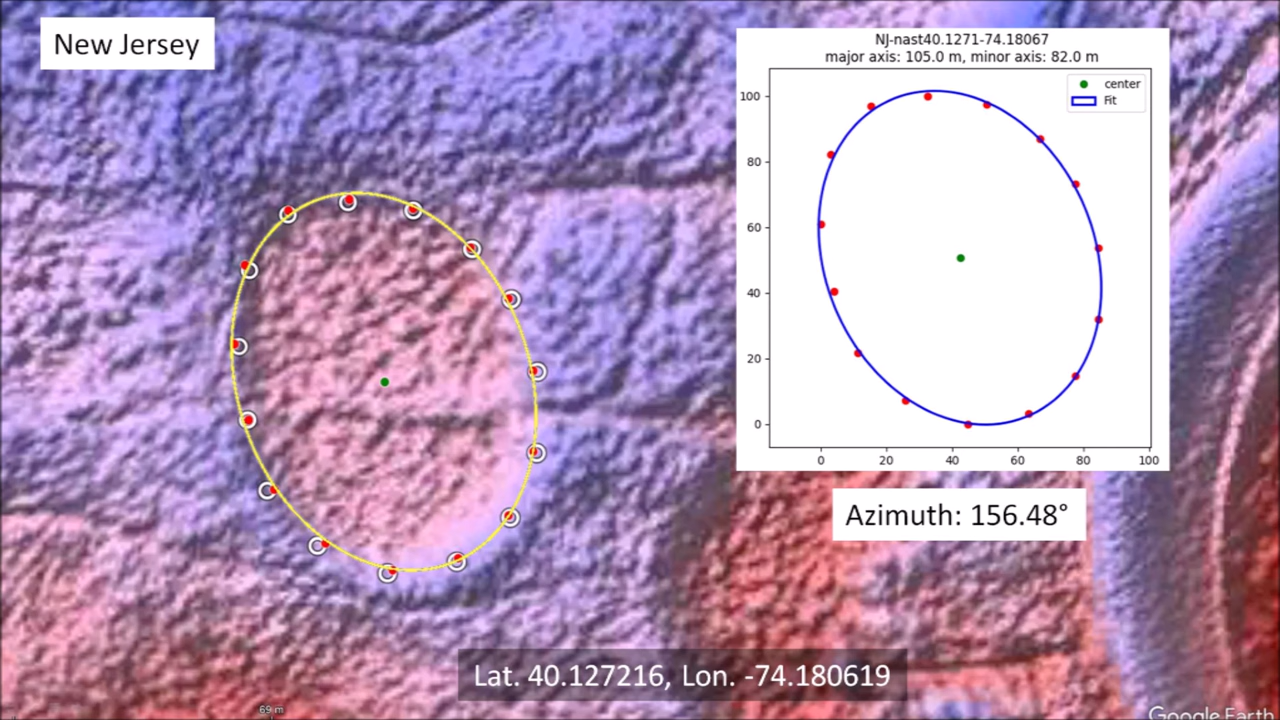 New Jersey
NJ-nast40.1271-74.18067
major axis: 105.0 m, minor axis: 82.0 m
center
Fit
100
80
60
40
20
0
0 20 40 60 80 100
Azimuth: 156.48°
Lat. 40.127216, Lon. -74.180619
69 m
Google Earth